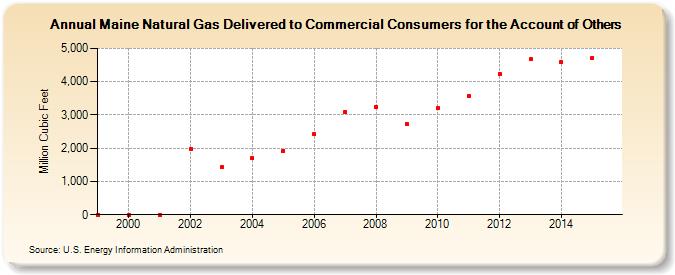 Annual Maine Natural Gas Delivered to Commercial Consumers for the Account of Others
Million Cubic Feet
5,000
4,000
3,000
2,000
1,000
0
2000 2002 2004 2006 2008 2010 2012 2014
Source: U.S. Energy Information Administration